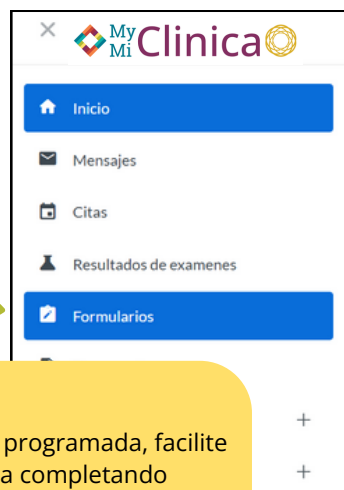 ×
My
Mi Clinica
Inicio
Mensajes
Citas
Resultados de examenes
Formularios
+
programada, facilite
a completando
+